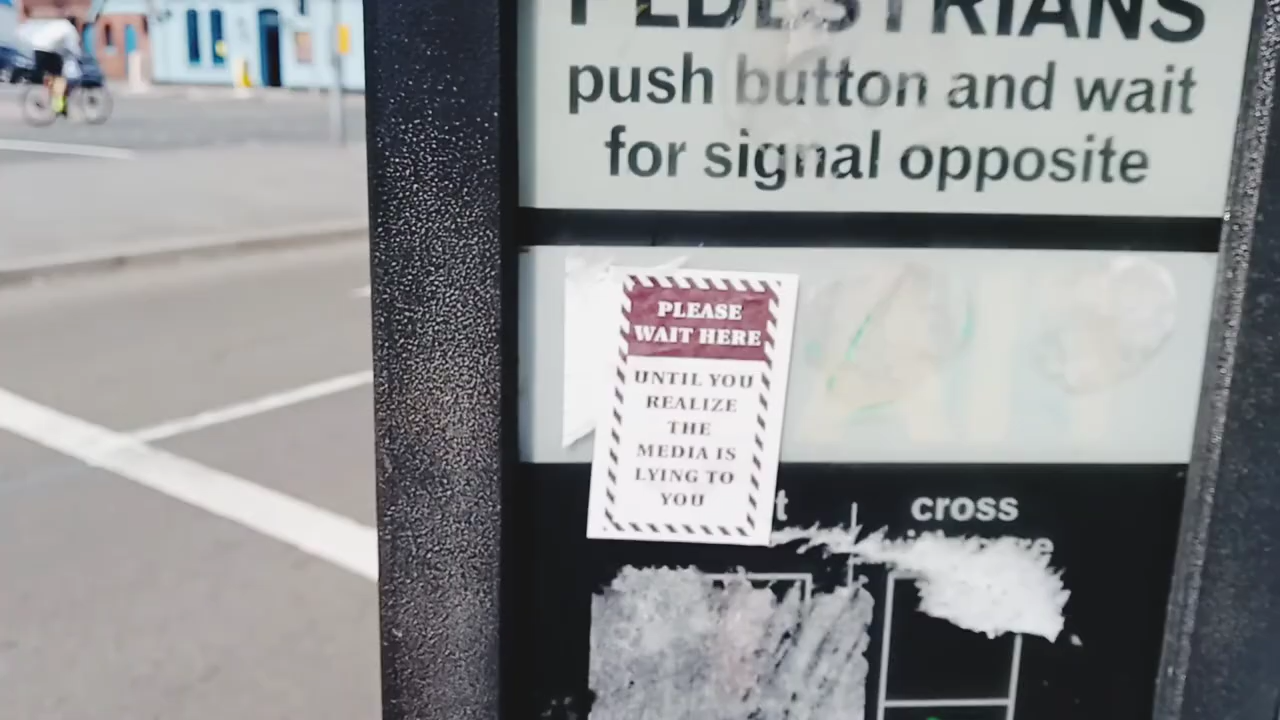 PEDESTRIANS
push button and wait
for signal opposite
PLEASE
WAIT HERE
UNTIL YOU
REALIZE
THE
MEDIA IS
LYING TO
YOU
cross